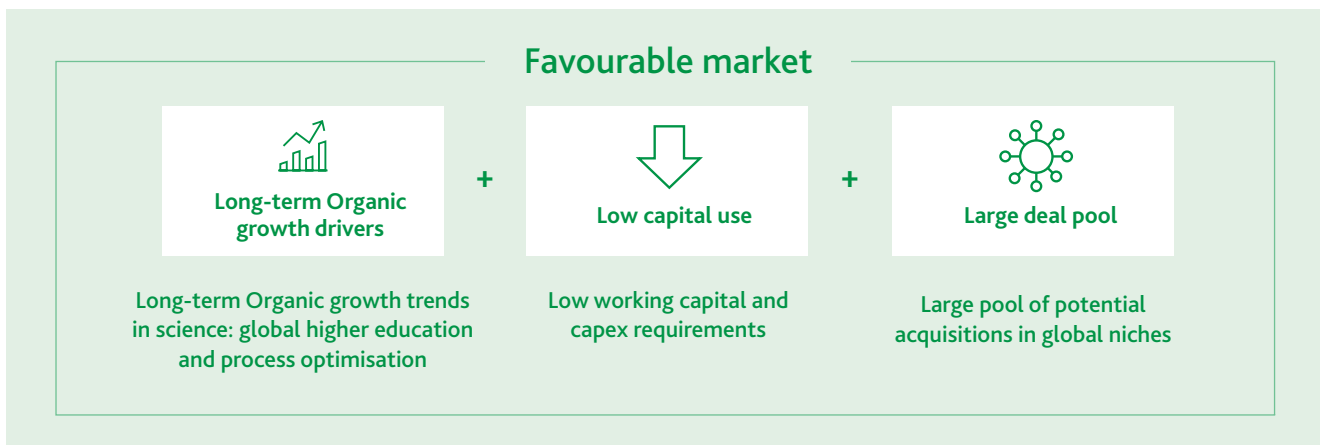 Favourable market
Long-term Organic
growth drivers
+
Low capital use
+
Large deal pool
Long-term Organic growth trends
in science: global higher education
and process optimisation
Low working capital and
capex requirements
Large pool of potential
acquisitions in global niches